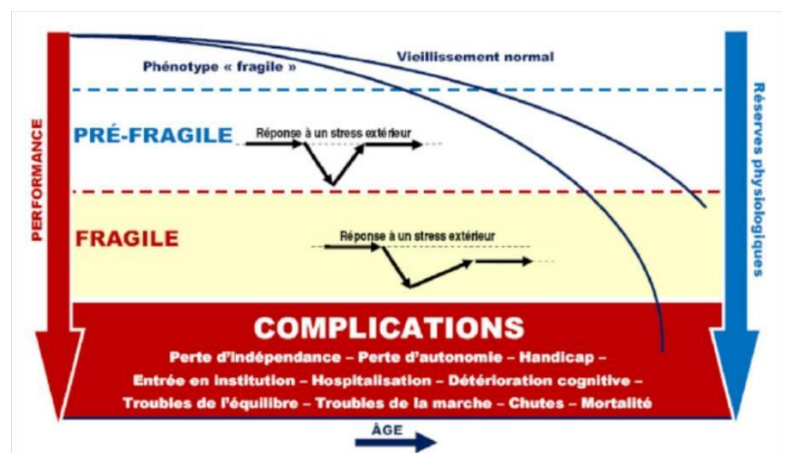 Vieillissement normal
Phénotype « fragile »
PRÉ-FRAGILE
Réponse à un stress extérieur
FRAGILE
Réponse à un stress extérieur
PERFORMANCE
Réserves physiologiques
COMPLICATIONS
Perte d'indépendance – Perte d'autonomie – Handicap –
Entrée en institution – Hospitalisation – Détérioration cognitive –
Troubles de l'équilibre – Troubles de la marche – Chutes – Mortalité
ÂGE